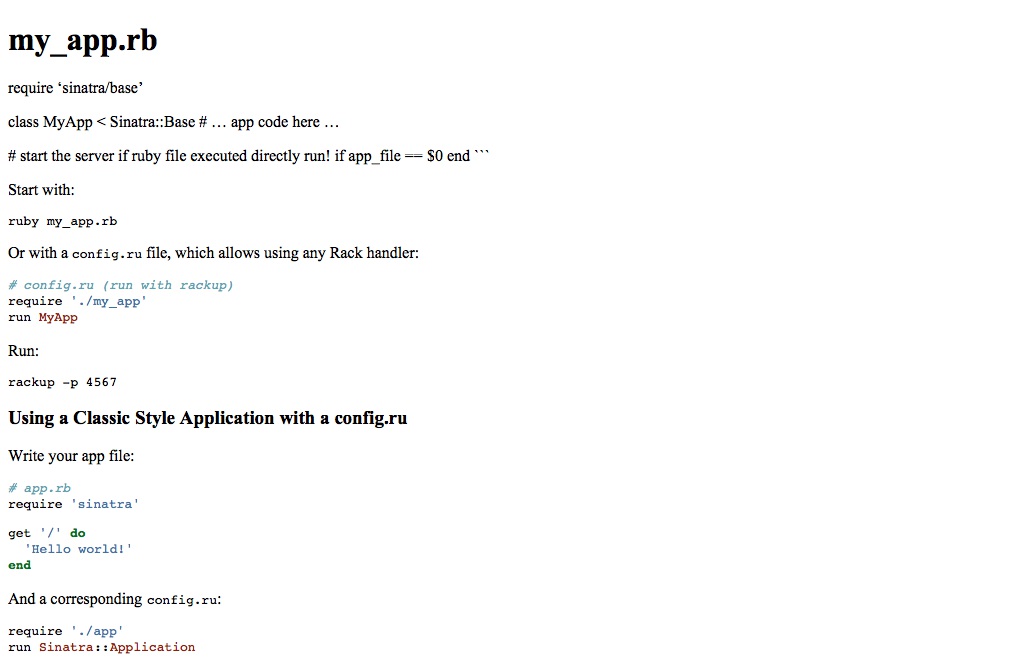 my_app.rb
require ‘sinatra/base’
class MyApp < Sinatra::Base # … app code here …
# start the server if ruby file executed directly run! if app_file == $0 end ```
Start with:
ruby my_app.rb
Or with a config.ru file, which allows using any Rack handler:
# config.ru (run with rackup)
require './my_app'
run MyApp
Run:
rackup -p 4567
Using a Classic Style Application with a config.ru
Write your app file:
# app.rb
require 'sinatra'
get '/' do
  'Hello world!'
end
And a corresponding config.ru:
require './app'
run Sinatra::Application